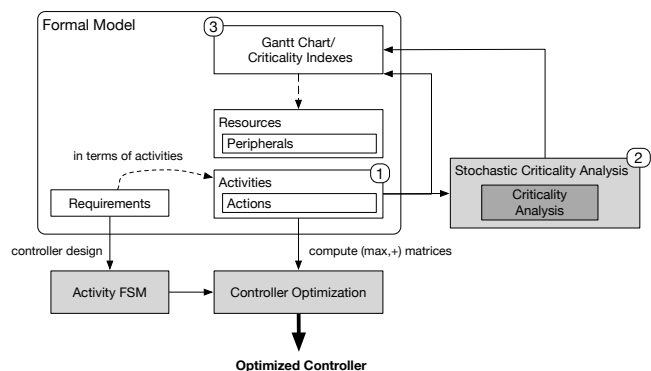 Formal Model
3
Gantt Chart/
Criticality Indexes
Resources
Peripherals
in terms of activities
1
Activities
Actions
Requirements
2
Stochastic Criticality Analysis
Criticality
Analysis
controller design
compute (max,+) matrices
Activity FSM
Controller Optimization
Optimized Controller